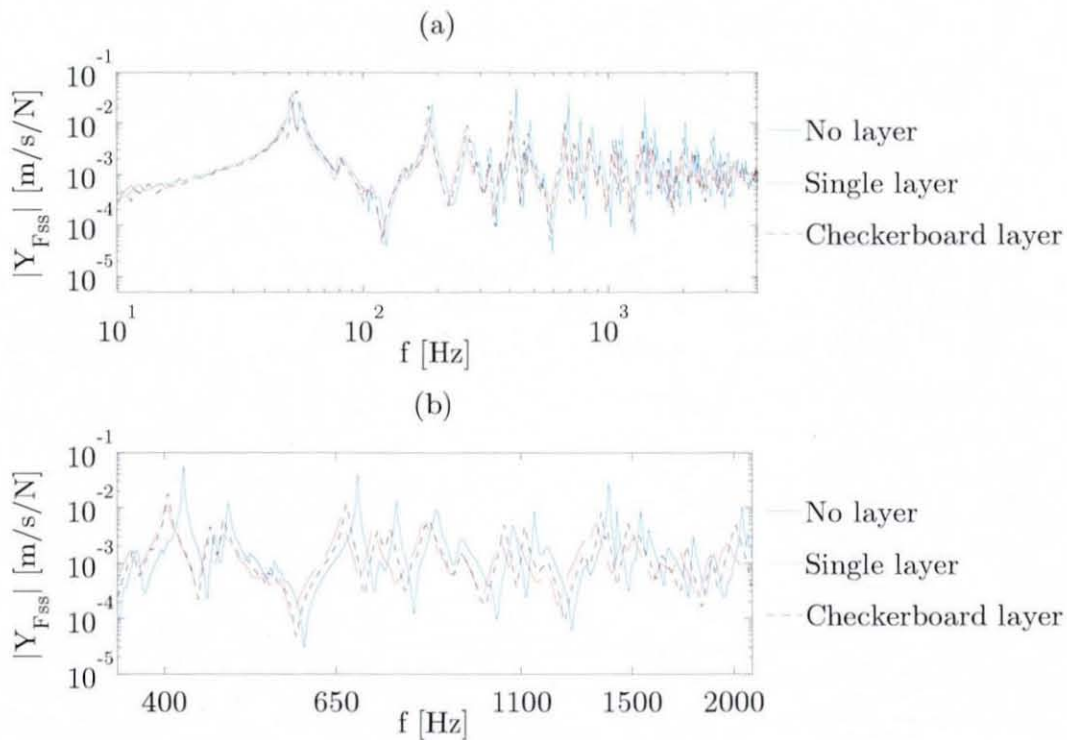 (a)
|Y_Fss| [m/s/N]
10^-1
10^-2
10^-3
10^-4
10^-5
10^1
10^2
10^3
f [Hz]
No layer
Single layer
Checkerboard layer
(b)
|Y_Fss| [m/s/N]
10^-1
10^-2
10^-3
10^-4
10^-5
400
650
1100
1500
2000
f [Hz]
No layer
Single layer
Checkerboard layer